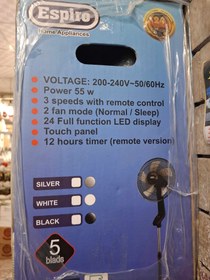 Espiro
Home Appliances
VOLTAGE: 200-240V~50/60Hz
Power 55 w
3 speeds with remote control
2 fan mode (Normal / Sleep)
24 Full function LED display
Touch panel
12 hours timer (remote version)
SILVER
WHITE
BLACK
5
blads